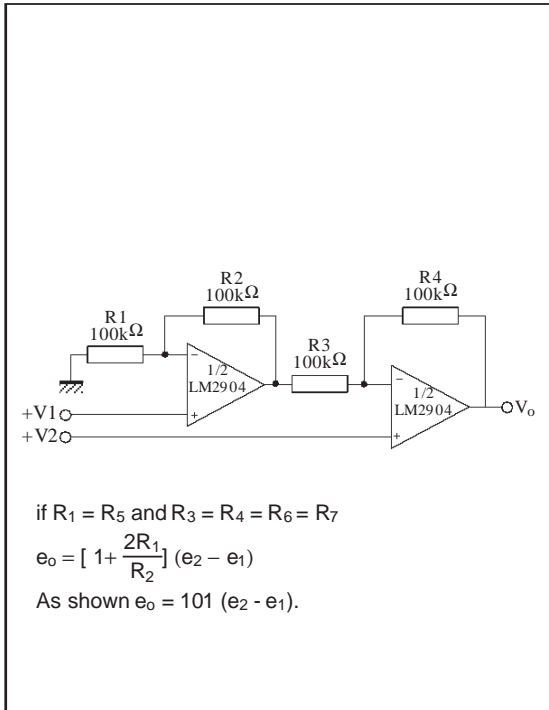 R2
100kΩ
R4
100kΩ
R1
100kΩ
R3
100kΩ
1/2
LM2904
1/2
LM2904
+V1
+V2
Vo
if R1 = R5 and R3 = R4 = R6 = R7
eo = [ 1+ 2R1/R2 ] (e2 − e1)
As shown eo = 101 (e2 - e1).